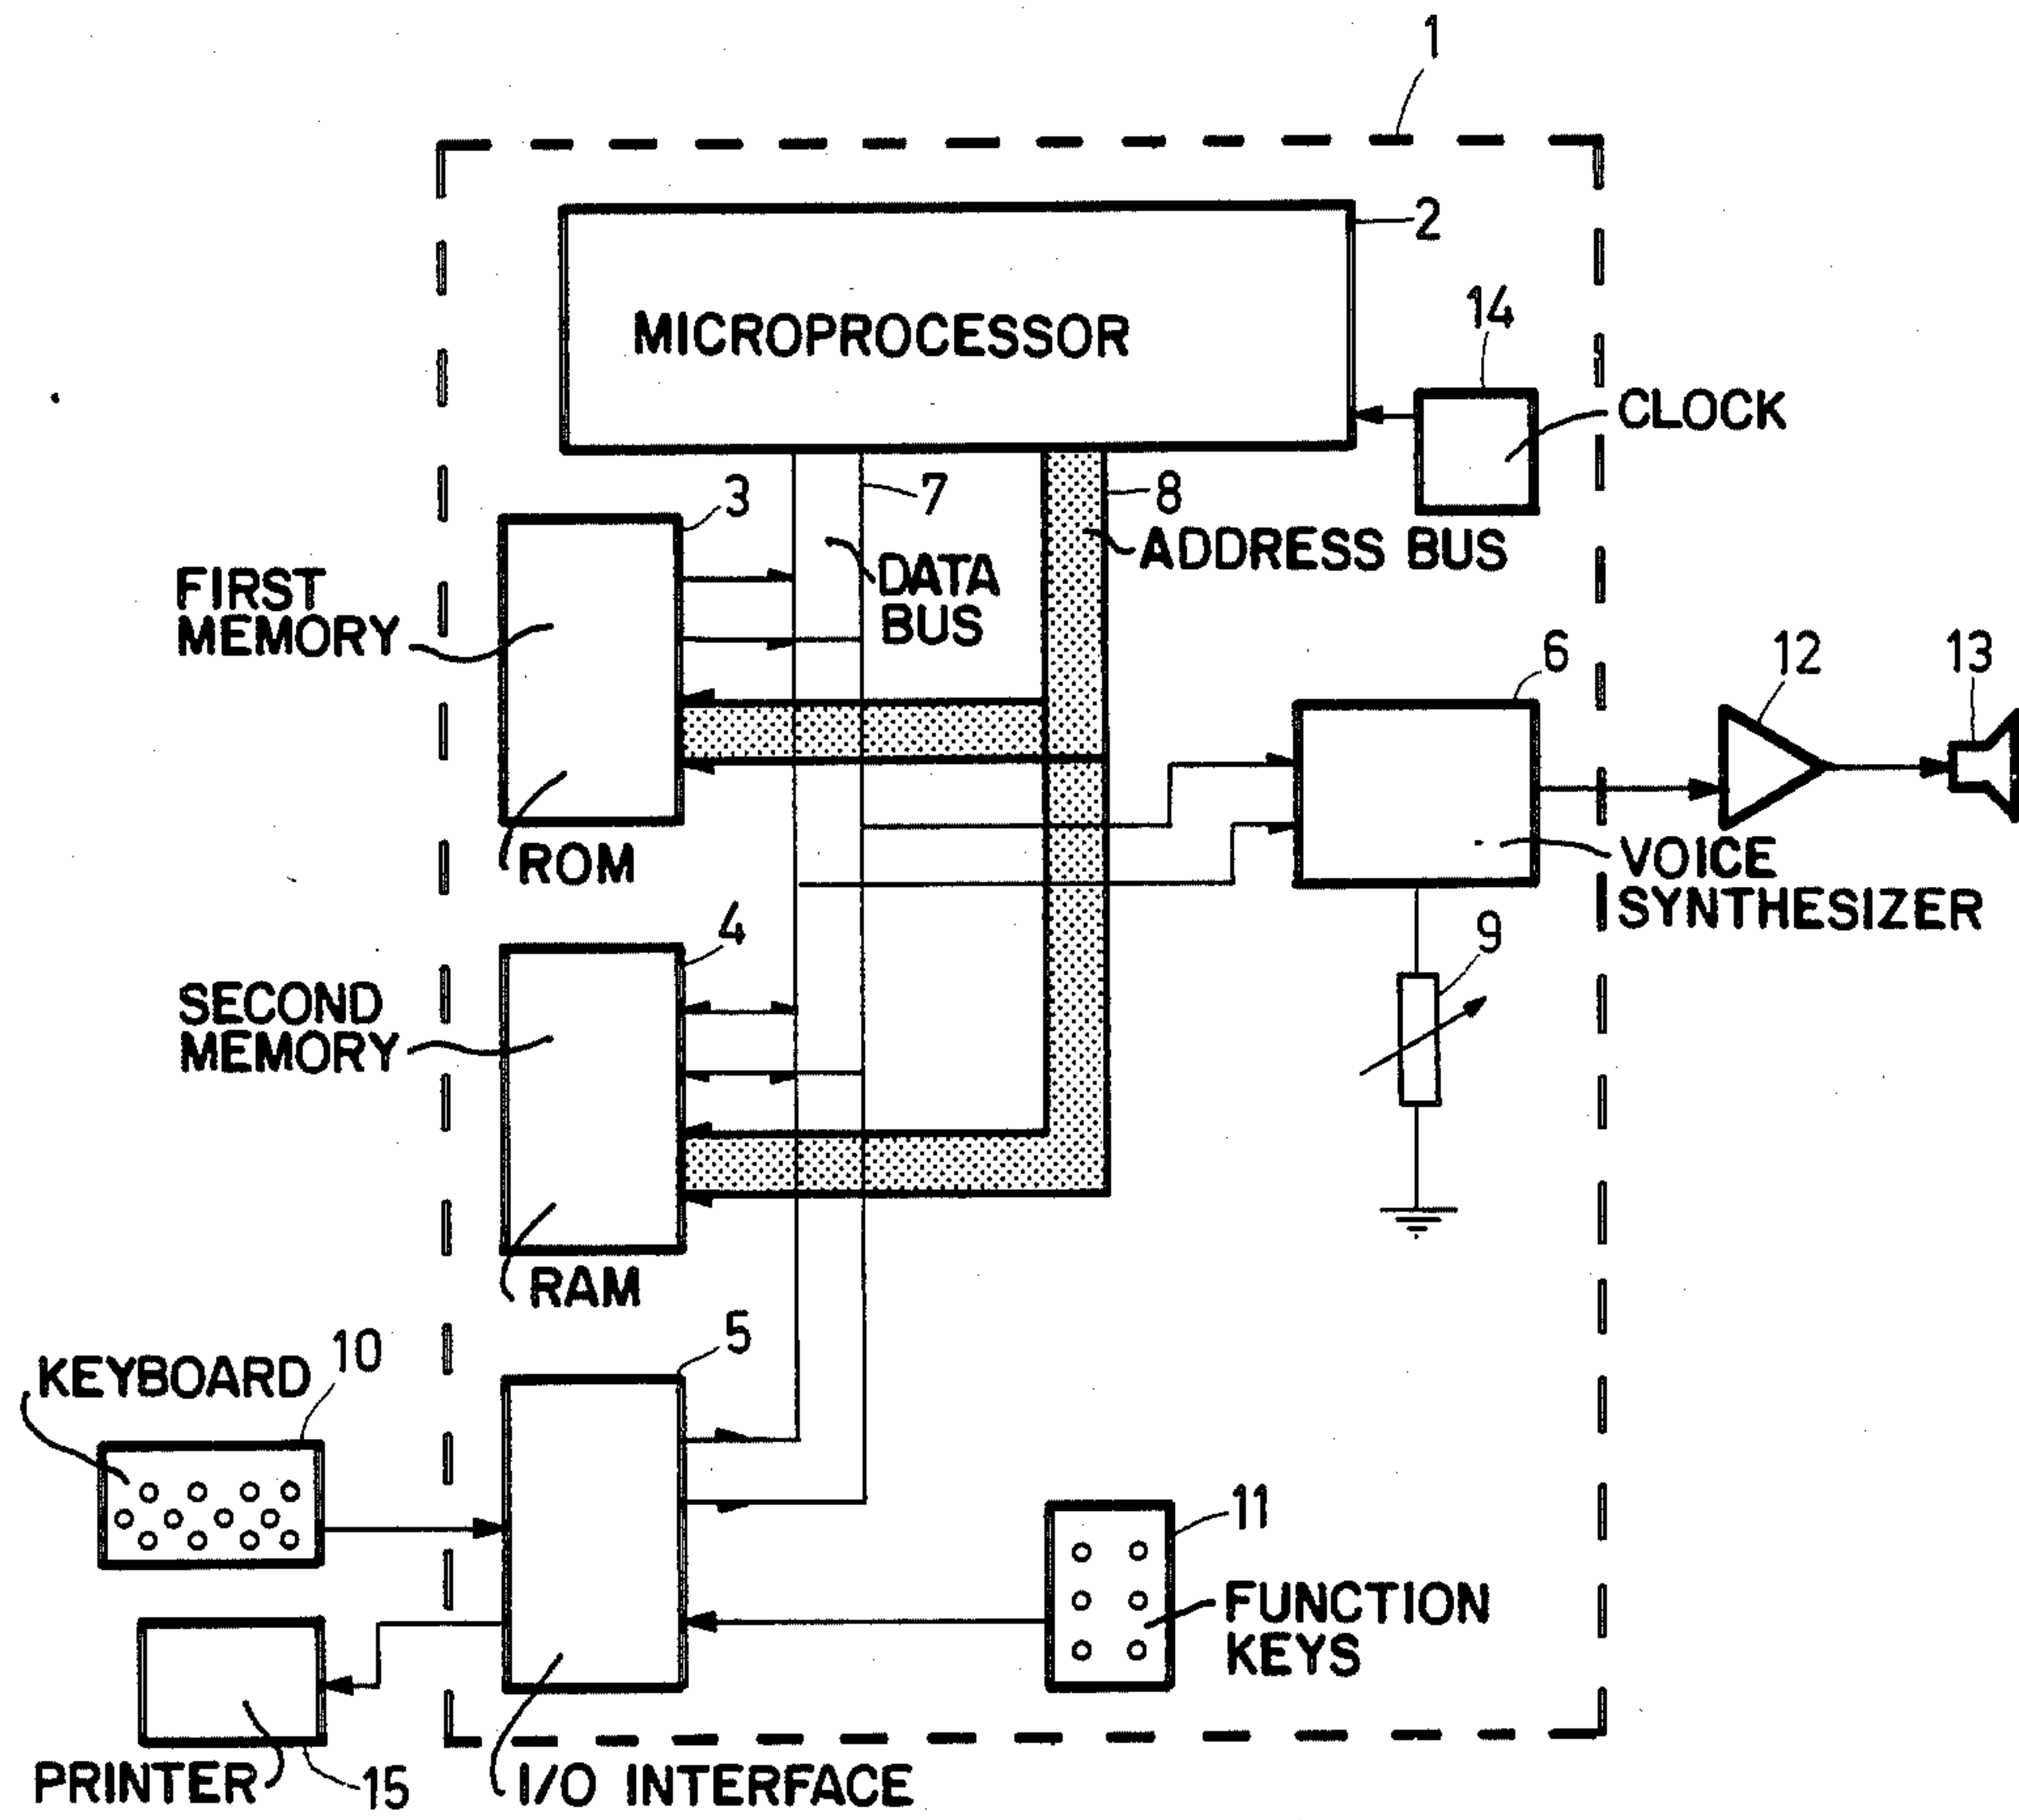 1
2
MICROPROCESSOR
14
CLOCK
3
7
8
ADDRESS BUS
DATA
BUS
FIRST
MEMORY
6
12
13
ROM
VOICE
SYNTHESIZER
4
9
SECOND
MEMORY
RAM
5
10
KEYBOARD
11
FUNCTION
KEYS
PRINTER
15
I/O INTERFACE